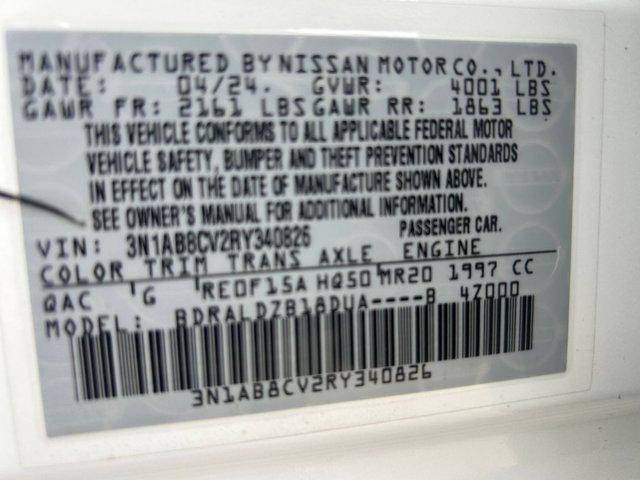 MANUFACTURED BY NISSAN MOTOR CO., LTD.
DATE: 04/24. GVWR: 4001 LBS
GAWR FR: 2161 LBS GAWR RR: 1863 LBS
THIS VEHICLE CONFORMS TO ALL APPLICABLE FEDERAL MOTOR
VEHICLE SAFETY, BUMPER AND THEFT PREVENTION STANDARDS
IN EFFECT ON THE DATE OF MANUFACTURE SHOWN ABOVE.
SEE OWNER'S MANUAL FOR ADDITIONAL INFORMATION.
VIN: 3N1AB8CV2RY340826 PASSENGER CAR.
COLOR TRIM TRANS AXLE ENGINE
QAC G RE0F15A HQ50 MR20 1997 CC
MODEL: BDRALDZB18DUA----B 4Z000
3N1AB8CV2RY340826